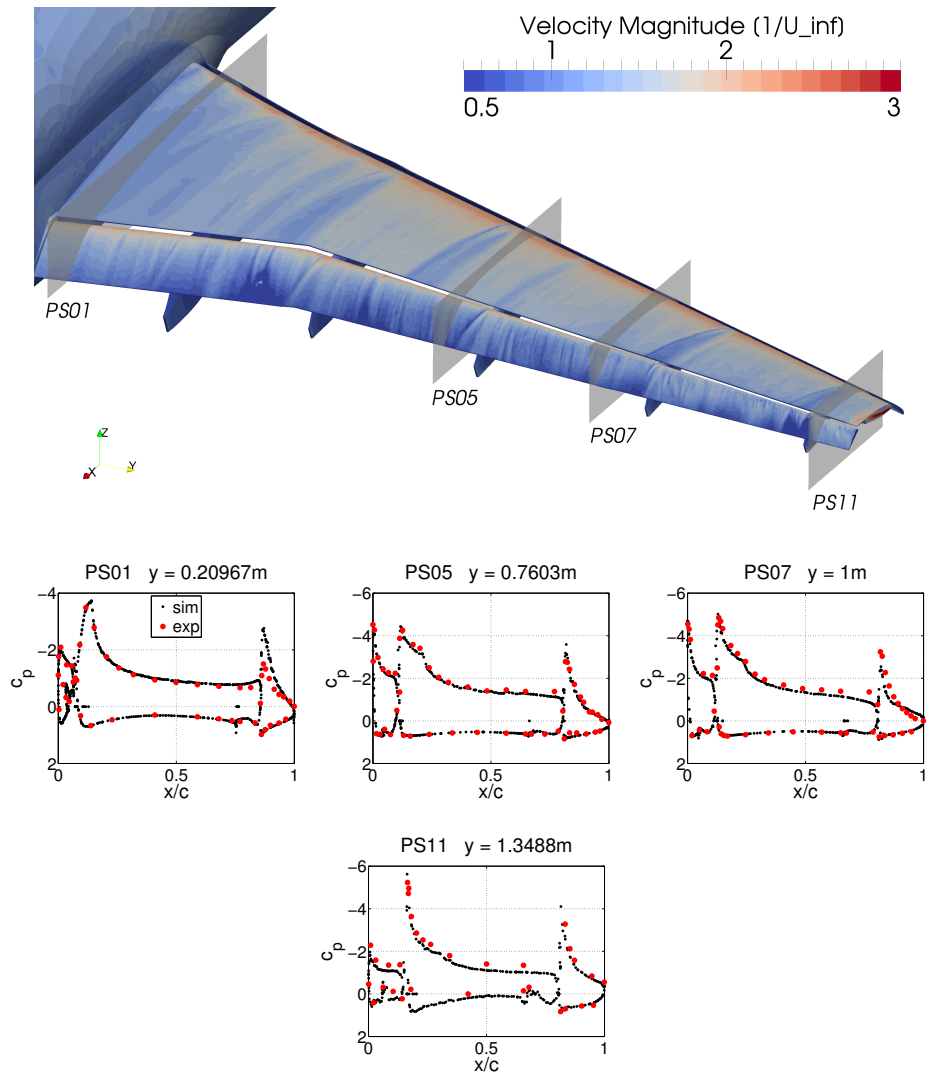 Velocity Magnitude (1/U_inf)
1 2
0.5 3
PS01
PS05
PS07
PS11
Z
X
Y
PS01 y = 0.20967m
−4
−2
0
2
c_p
sim
exp
0 0.5 1
x/c
PS05 y = 0.7603m
−6
−4
−2
0
2
c_p
0 0.5 1
x/c
PS07 y = 1m
−6
−4
−2
0
2
c_p
0 0.5 1
x/c
PS11 y = 1.3488m
−6
−4
−2
0
2
c_p
0 0.5 1
x/c